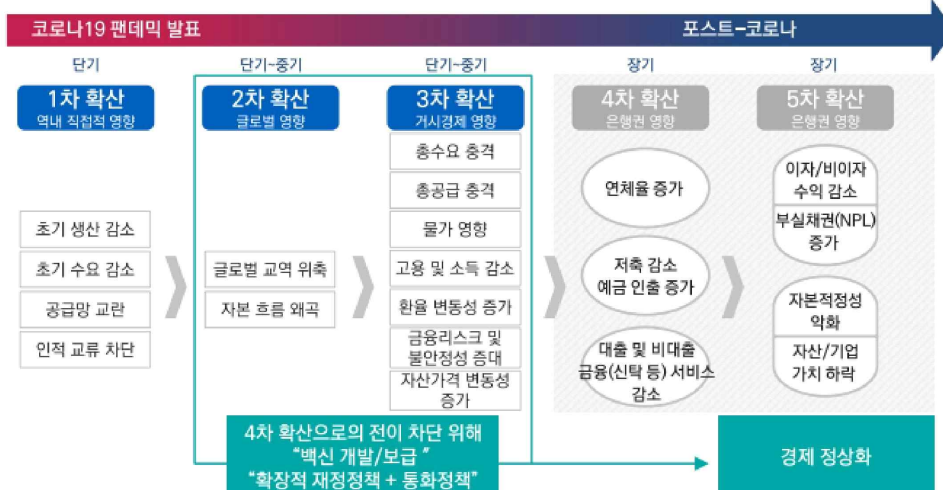 코로나19 팬데믹 발표
포스트-코로나
단기
1차 확산
역내 직접적 영향
초기 생산 감소
초기 수요 감소
공급망 교란
인적 교류 차단
단기~중기
2차 확산
글로벌 영향
글로벌 교역 위축
자본 흐름 왜곡
단기~중기
3차 확산
거시경제 영향
총수요 충격
총공급 충격
물가 영향
고용 및 소득 감소
환율 변동성 증가
금융리스크 및
불안정성 증대
자산가격 변동성
증가
장기
4차 확산
은행권 영향
연체율 증가
저축 감소
예금 인출 증가
대출 및 비대출
금융(신탁 등) 서비스
감소
장기
5차 확산
은행권 영향
이자/비이자
수익 감소
부실채권(NPL)
증가
자본적정성
악화
자산/기업
가치 하락
4차 확산으로의 전이 차단 위해
“백신 개발/보급 ”
“확장적 재정정책 + 통화정책”
경제 정상화